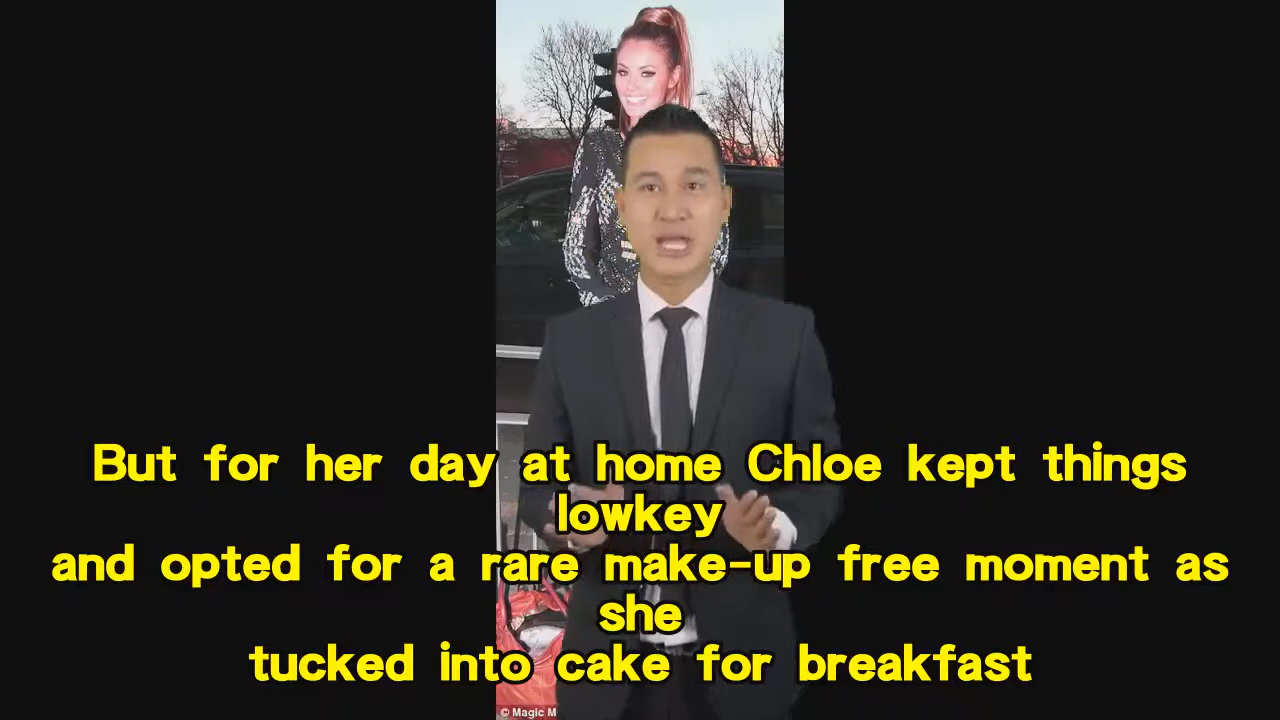 But for her day at home Chloe kept things
lowkey
and opted for a rare make-up free moment as
she
tucked into cake for breakfast
© Magic M